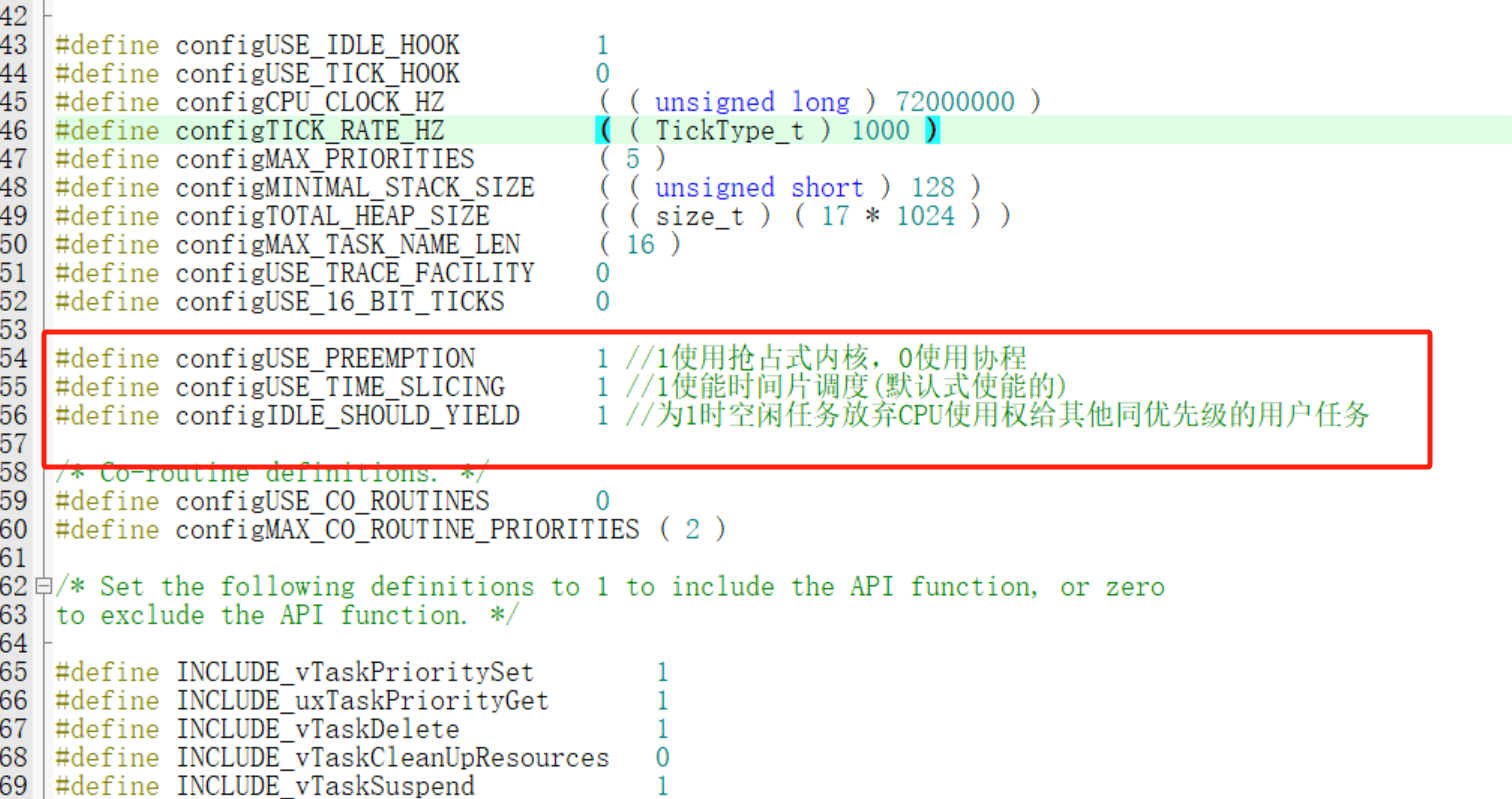 42
43 #define configUSE_IDLE_HOOK 1
44 #define configUSE_TICK_HOOK 0
45 #define configCPU_CLOCK_HZ ( ( unsigned long ) 72000000 )
46 #define configTICK_RATE_HZ ( ( TickType_t ) 1000 )
47 #define configMAX_PRIORITIES ( 5 )
48 #define configMINIMAL_STACK_SIZE ( ( unsigned short ) 128 )
49 #define configTOTAL_HEAP_SIZE ( ( size_t ) ( 17 * 1024 ) )
50 #define configMAX_TASK_NAME_LEN ( 16 )
51 #define configUSE_TRACE_FACILITY 0
52 #define configUSE_16_BIT_TICKS 0
53
54 #define configUSE_PREEMPTION 1 //1使用抢占式内核，0使用协程
55 #define configUSE_TIME_SLICING 1 //1使能时间片调度(默认式使能的)
56 #define configIDLE_SHOULD_YIELD 1 //为1时空闲任务放弃CPU使用权给其他同优先级的用户任务
57
58 /* Co-routine definitions. */
59 #define configUSE_CO_ROUTINES 0
60 #define configMAX_CO_ROUTINE_PRIORITIES ( 2 )
61
62 /* Set the following definitions to 1 to include the API function, or zero
63 to exclude the API function. */
64
65 #define INCLUDE_vTaskPrioritySet 1
66 #define INCLUDE_uxTaskPriorityGet 1
67 #define INCLUDE_vTaskDelete 1
68 #define INCLUDE_vTaskCleanUpResources 0
69 #define INCLUDE_vTaskSuspend 1